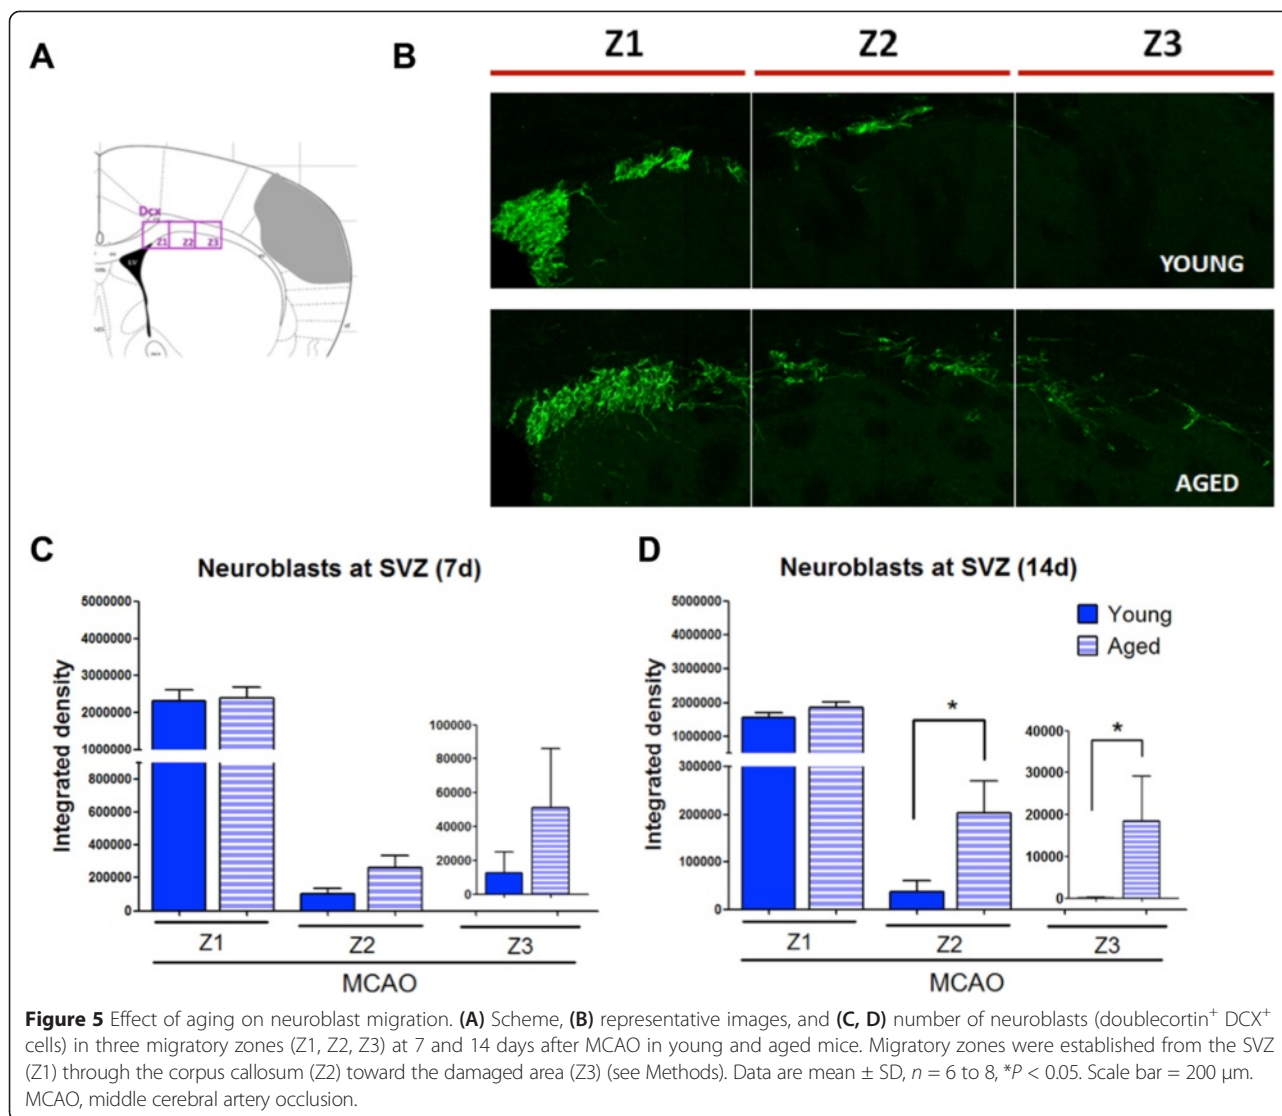 A
B
Z1 Z2 Z3
Dcx
Z1 Z2 Z3
LV
YOUNG
AGED
C
Neuroblasts at SVZ (7d)
Integrated density
5000000
4000000
3000000
2000000
1000000
800000
600000
400000
200000
0
100000
80000
60000
40000
20000
0
Z1 Z2 Z3
MCAO
D
Neuroblasts at SVZ (14d)
Integrated density
5000000
4000000
3000000
2000000
1000000
300000
200000
100000
0
Young
Aged
*
40000
30000
20000
10000
0
*
Z1 Z2 Z3
MCAO
Figure 5 Effect of aging on neuroblast migration. (A) Scheme, (B) representative images, and (C, D) number of neuroblasts (doublecortin⁺ DCX⁺
cells) in three migratory zones (Z1, Z2, Z3) at 7 and 14 days after MCAO in young and aged mice. Migratory zones were established from the SVZ
(Z1) through the corpus callosum (Z2) toward the damaged area (Z3) (see Methods). Data are mean ± SD, n = 6 to 8, *P < 0.05. Scale bar = 200 μm.
MCAO, middle cerebral artery occlusion.